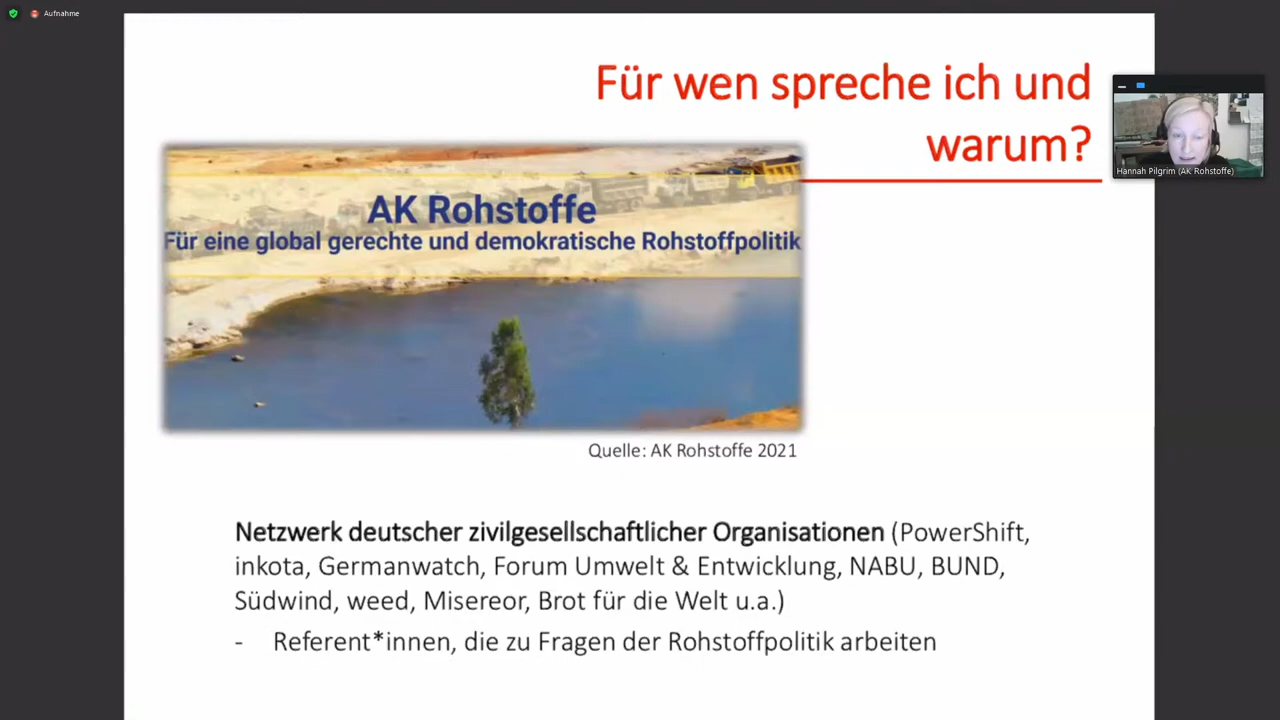 Aufnahme
Für wen spreche ich und
warum?
Hannah Pilgrim (AK Rohstoffe)
AK Rohstoffe
Für eine global gerechte und demokratische Rohstoffpolitik
Quelle: AK Rohstoffe 2021
Netzwerk deutscher zivilgesellschaftlicher Organisationen (PowerShift,
inkota, Germanwatch, Forum Umwelt & Entwicklung, NABU, BUND,
Südwind, weed, Misereor, Brot für die Welt u.a.)
- Referent*innen, die zu Fragen der Rohstoffpolitik arbeiten